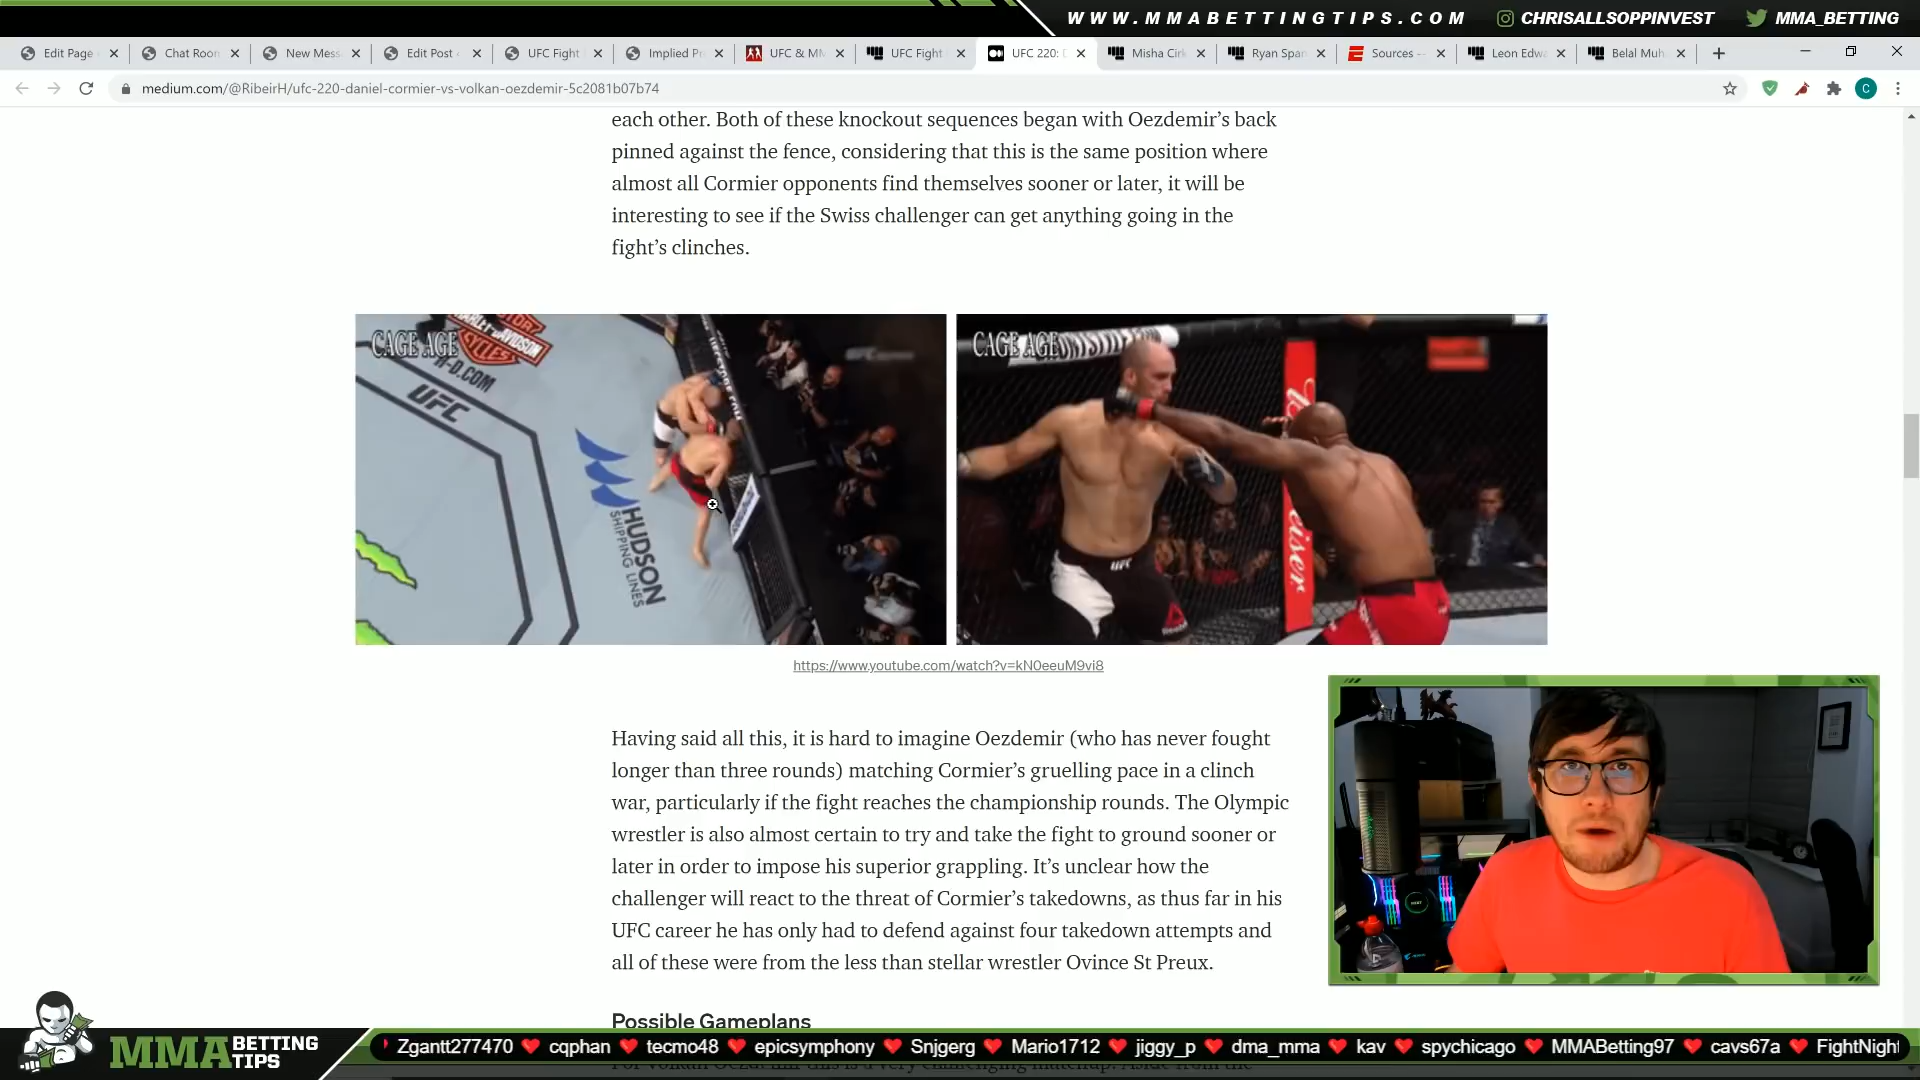 WWW.MMABETTINGTIPS.COM
CHRISALLSOPPINVEST
MMA_BETTING
Edit Page
Chat Room
New Mess
Edit Post
UFC Fight
Implied Pr
UFC & MM
UFC Fight
UFC 220: D
Misha Cirk
Ryan Span
Sources —
Leon Edwa
Belal Muh
medium.com/@RibeirH/ufc-220-daniel-cormier-vs-volkan-oezdemir-5c2081b07b74
C
each other. Both of these knockout sequences began with Oezdemir’s back
pinned against the fence, considering that this is the same position where
almost all Cormier opponents find themselves sooner or later, it will be
interesting to see if the Swiss challenger can get anything going in the
fight’s clinches.
CAGE AGE
HARLEY-DAVIDSON
CYCLES
H-D.COM
UFC
HUDSON
SHIPPING LINES
CAGE AGE
UFC
https://www.youtube.com/watch?v=kN0eeuM9vi8
Having said all this, it is hard to imagine Oezdemir (who has never fought
longer than three rounds) matching Cormier’s gruelling pace in a clinch
war, particularly if the fight reaches the championship rounds. The Olympic
wrestler is also almost certain to try and take the fight to ground sooner or
later in order to impose his superior grappling. It’s unclear how the
challenger will react to the threat of Cormier’s takedowns, as thus far in his
UFC career he has only had to defend against four takedown attempts and
all of these were from the less than stellar wrestler Ovince St Preux.
Possible Gameplans
MMA BETTING TIPS
Zgantt277470 cqphan tecmo48 epicsymphony Snjgerg Mario1712 jiggy_p dma_mma kav spychicago MMABetting97 cavs67a FightNight